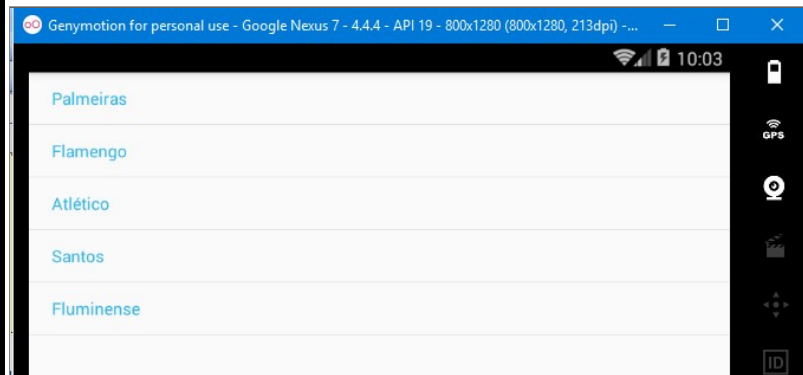 Genymotion for personal use - Google Nexus 7 - 4.4.4 - API 19 - 800x1280 (800x1280, 213dpi) -...
10:03
Palmeiras
GPS
Flamengo
Atlético
Santos
Fluminense
ID